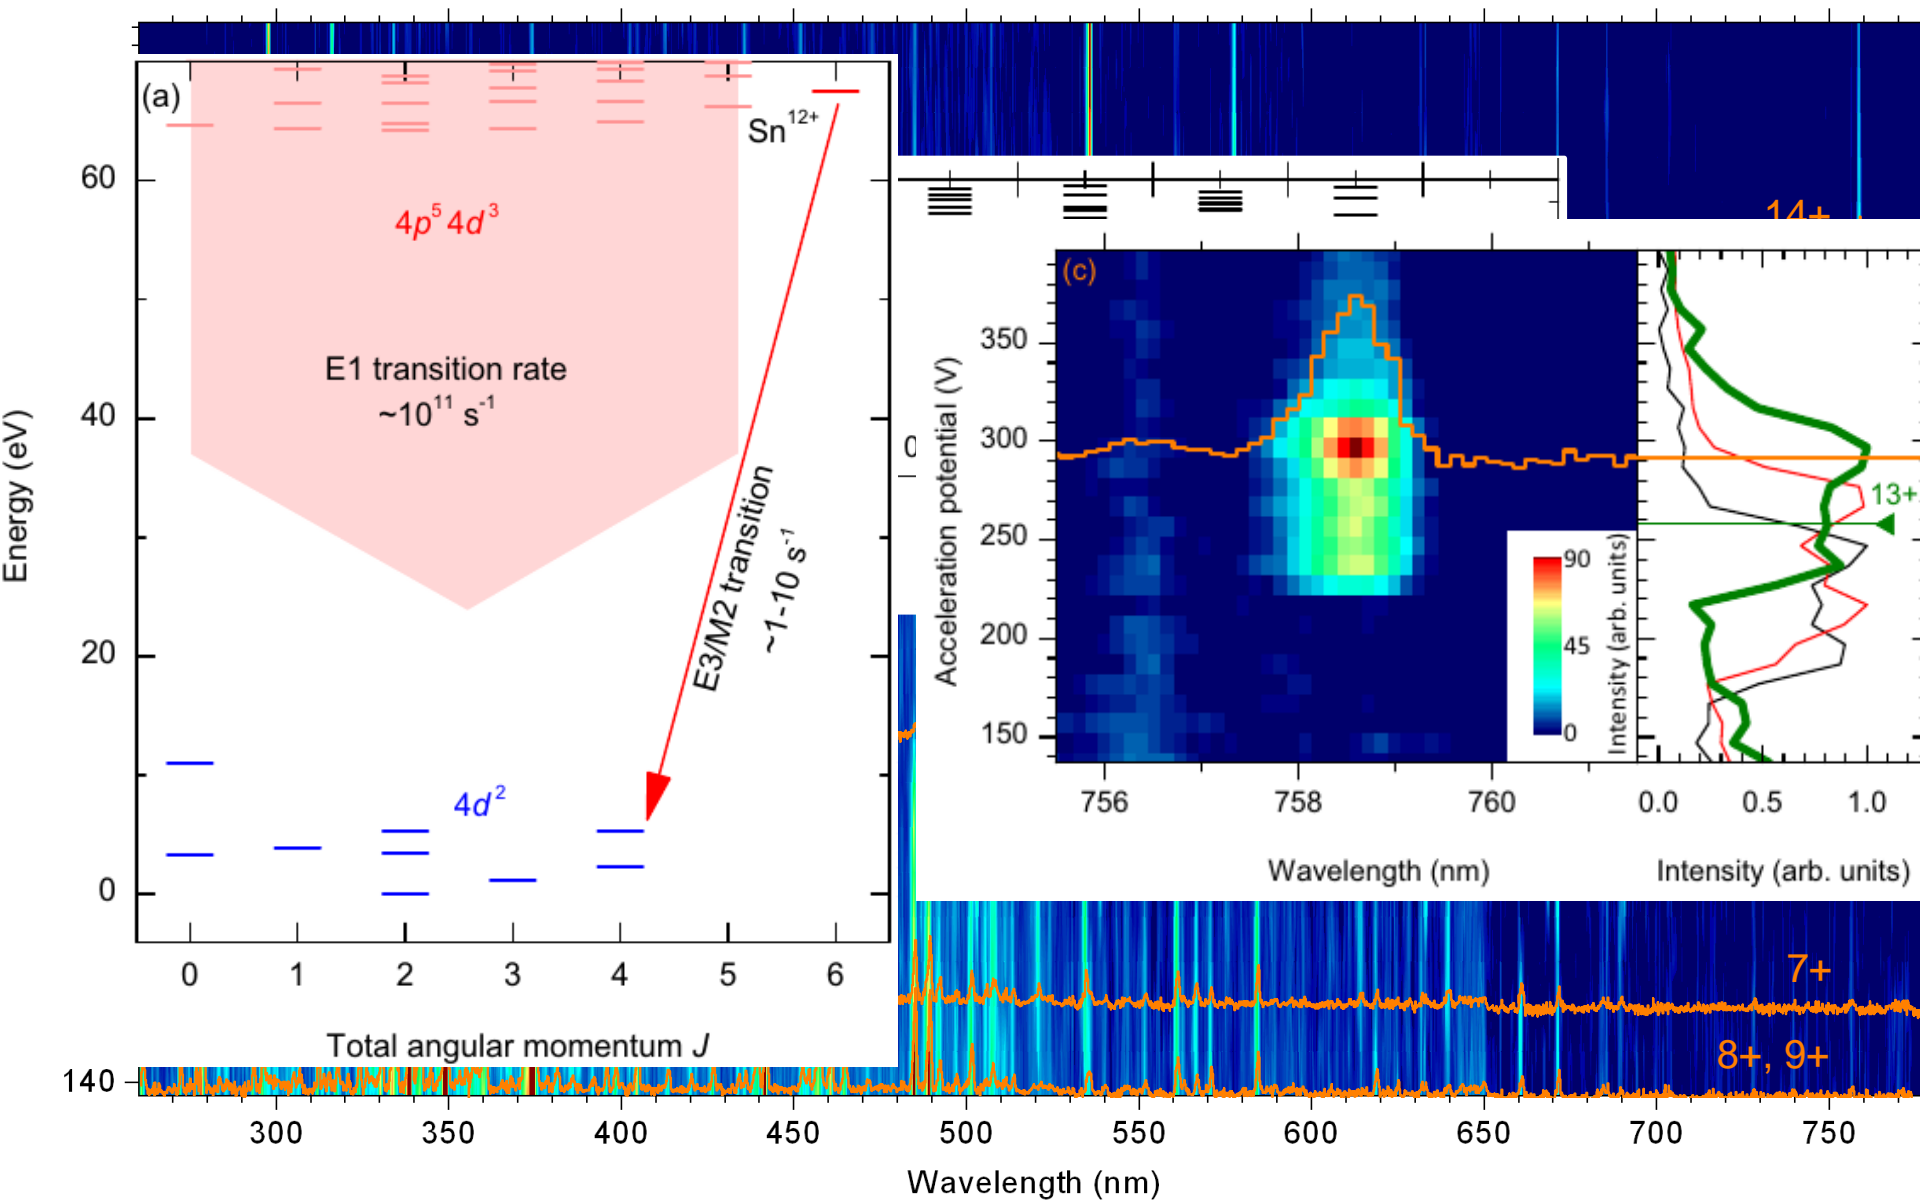 (a)
Sn12+
60
4p5 4d3
E1 transition rate
~1011 s-1
40
Energy (eV)
E3/M2 transition
~1-10 s-1
20
4d2
0
0 1 2 3 4 5 6
Total angular momentum J
14+
(c)
350
300
250
200
150
Acceleration potential (V)
90
45
0
Intensity (arb. units)
13+
756 758 760
0.0 0.5 1.0
Wavelength (nm)
Intensity (arb. units)
7+
8+, 9+
140
300 350 400 450 500 550 600 650 700 750
Wavelength (nm)